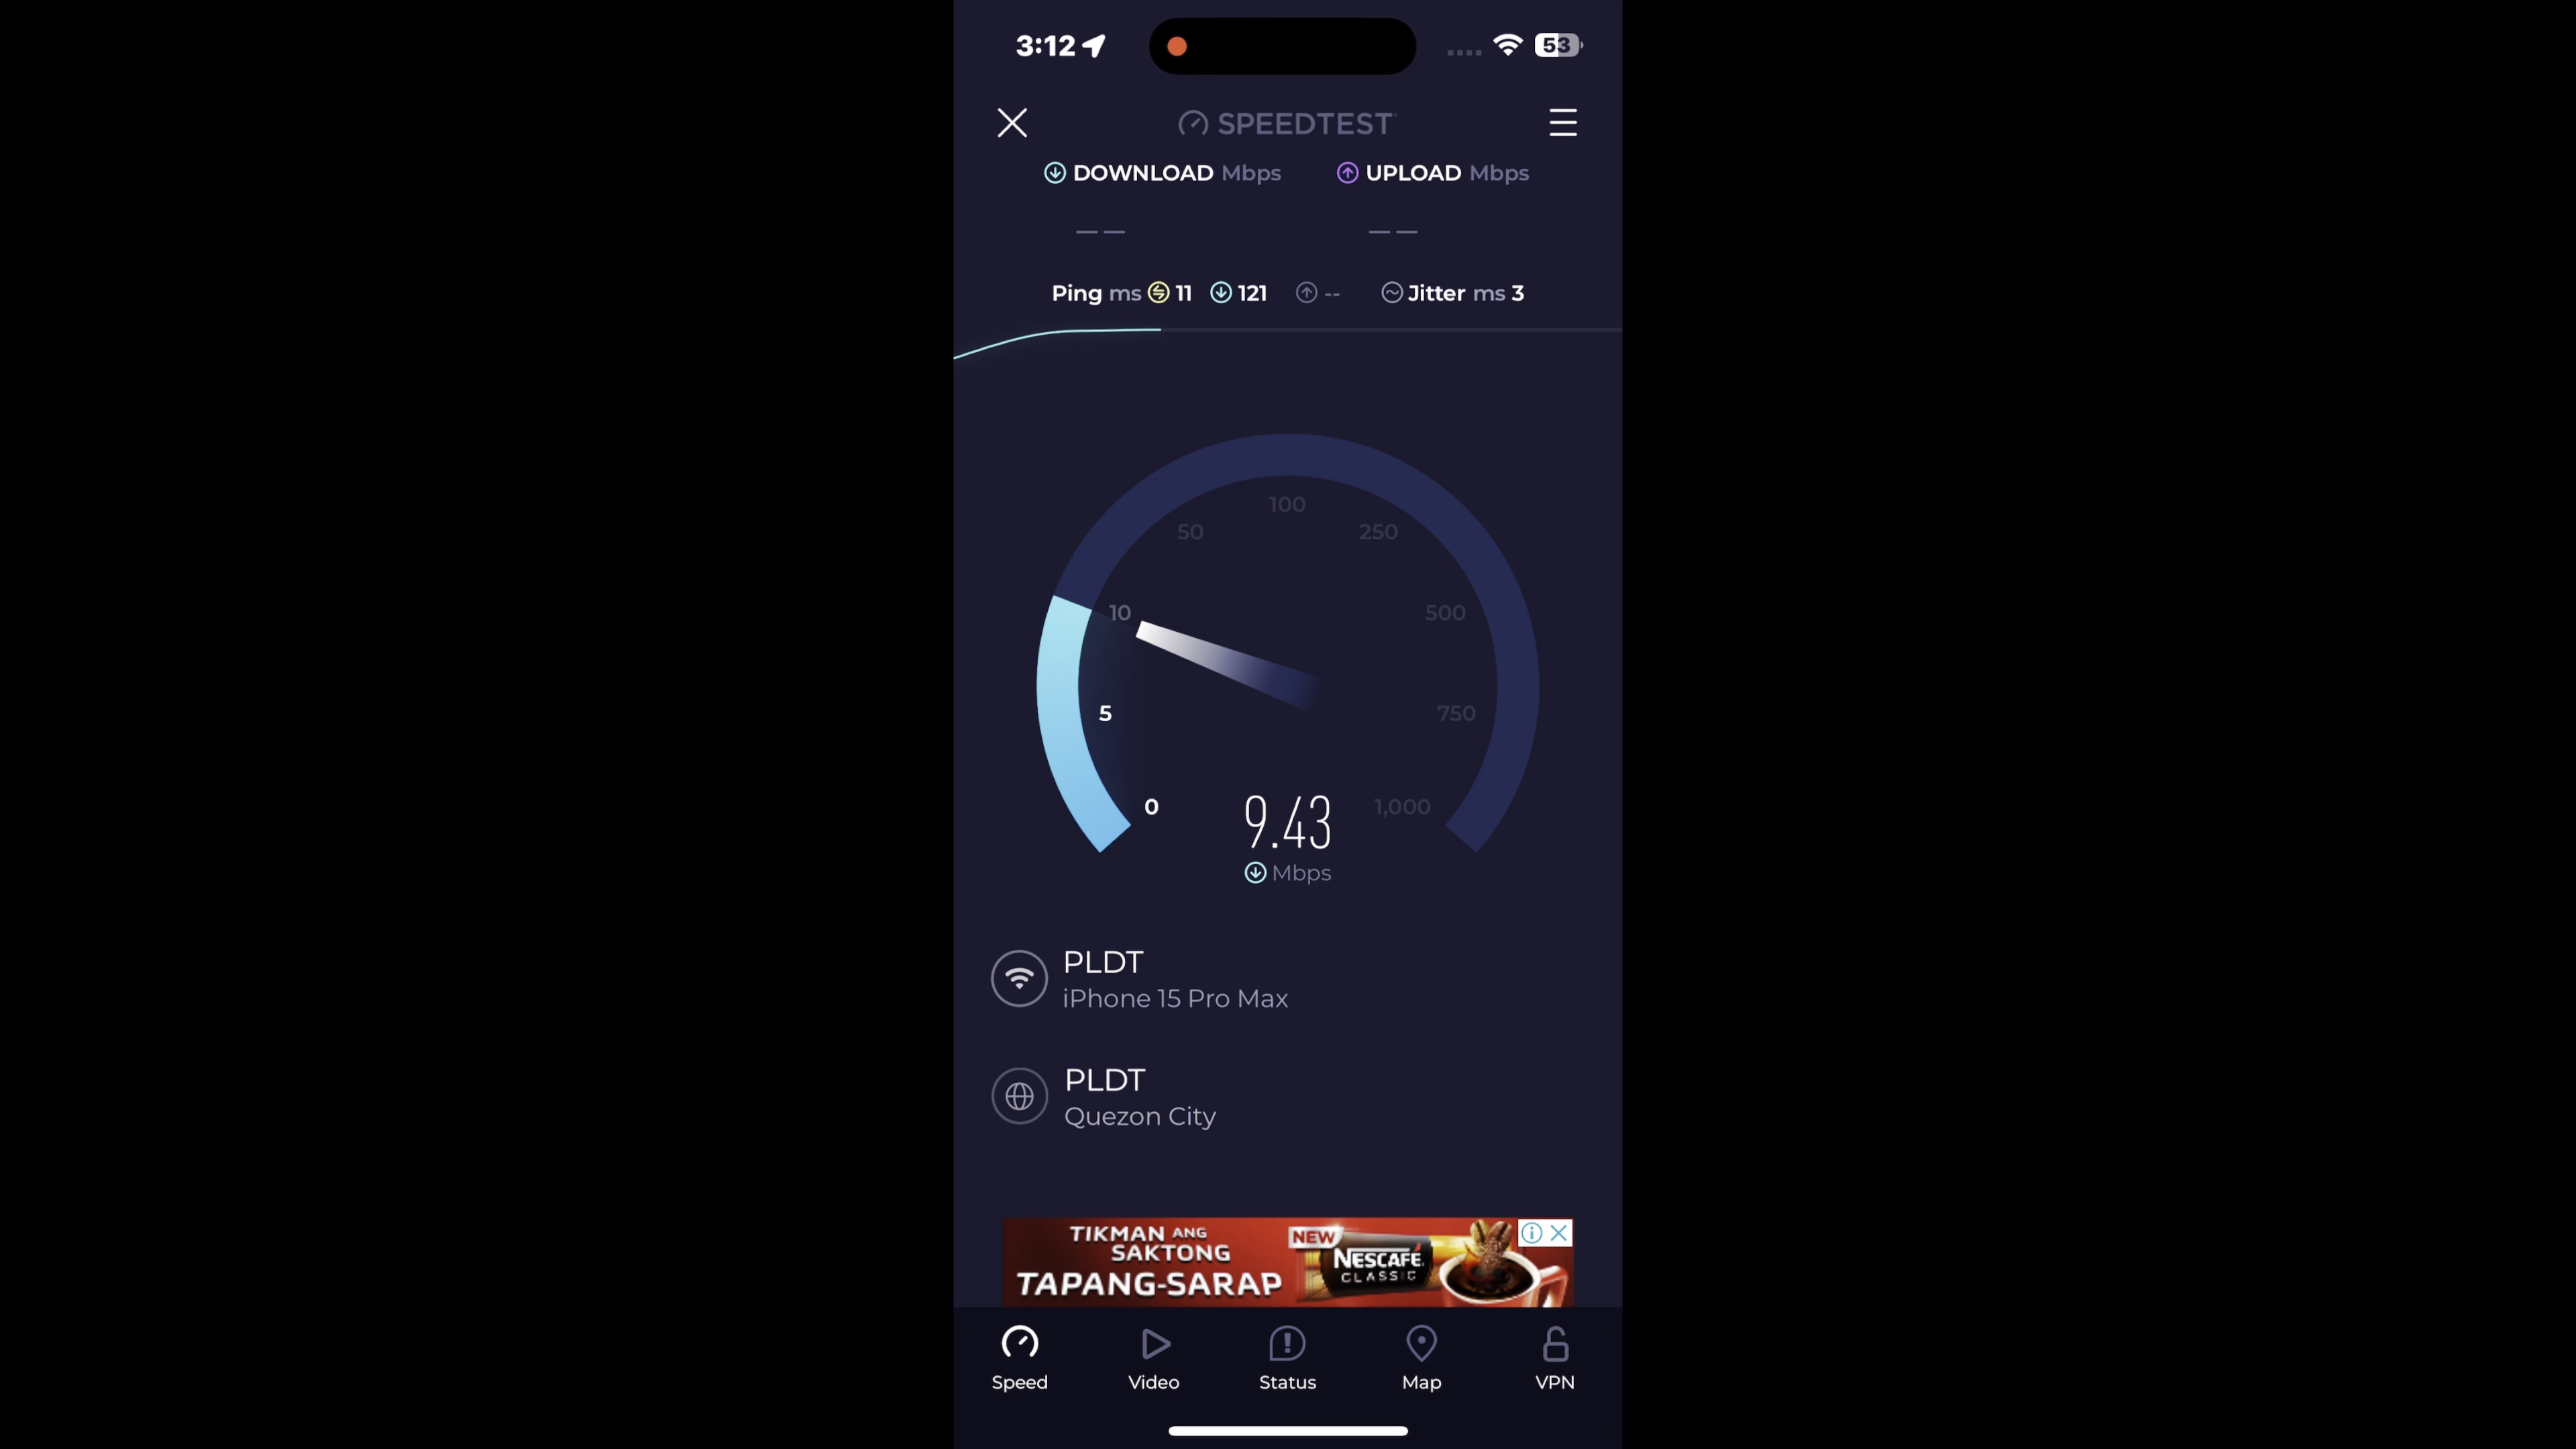 3:12
53
SPEEDTEST
DOWNLOAD Mbps
UPLOAD Mbps
— —
— —
Ping ms 11 121 -- Jitter ms 3
0
5
10
50
100
250
500
750
1,000
9.43
Mbps
PLDT
iPhone 15 Pro Max
PLDT
Quezon City
TIKMAN ANG
SAKTONG
TAPANG-SARAP
NEW
NESCAFÉ.
CLASSIC
Speed
Video
Status
Map
VPN